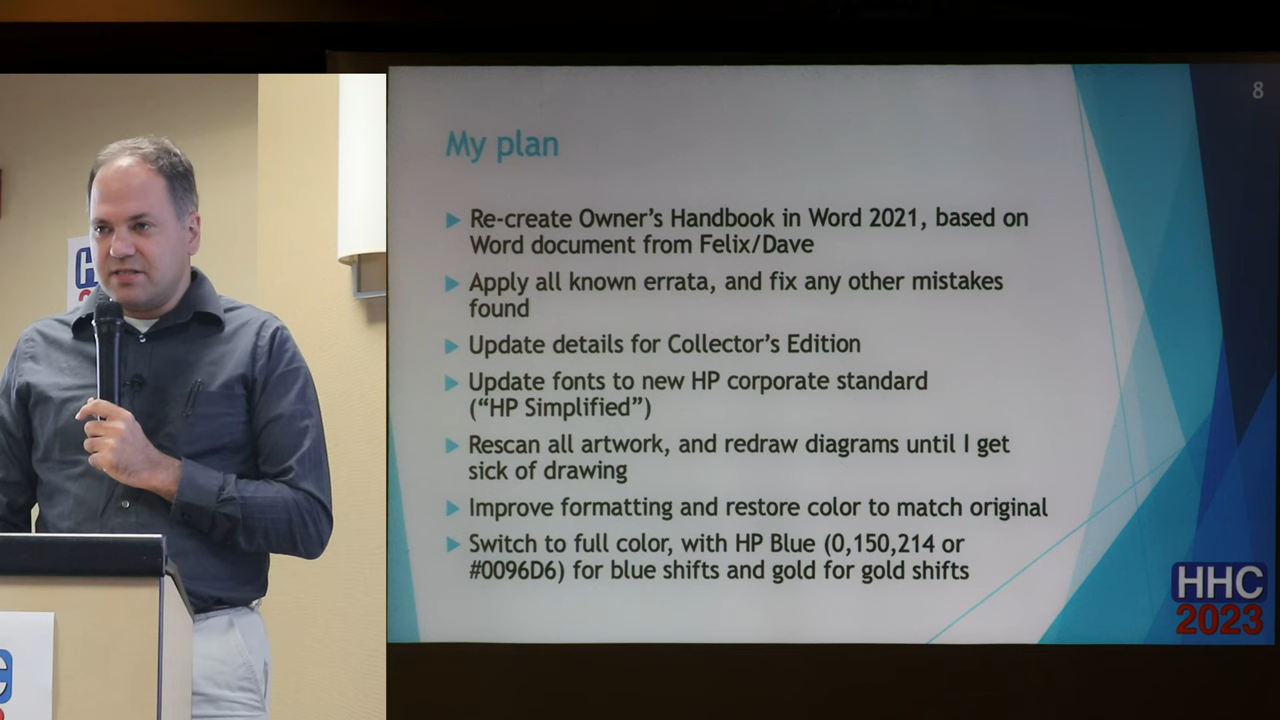 8
My plan
Re-create Owner's Handbook in Word 2021, based on
Word document from Felix/Dave
Apply all known errata, and fix any other mistakes
found
Update details for Collector's Edition
Update fonts to new HP corporate standard
("HP Simplified")
Rescan all artwork, and redraw diagrams until I get
sick of drawing
Improve formatting and restore color to match original
Switch to full color, with HP Blue (0,150,214 or
#0096D6) for blue shifts and gold for gold shifts
HHC
2023